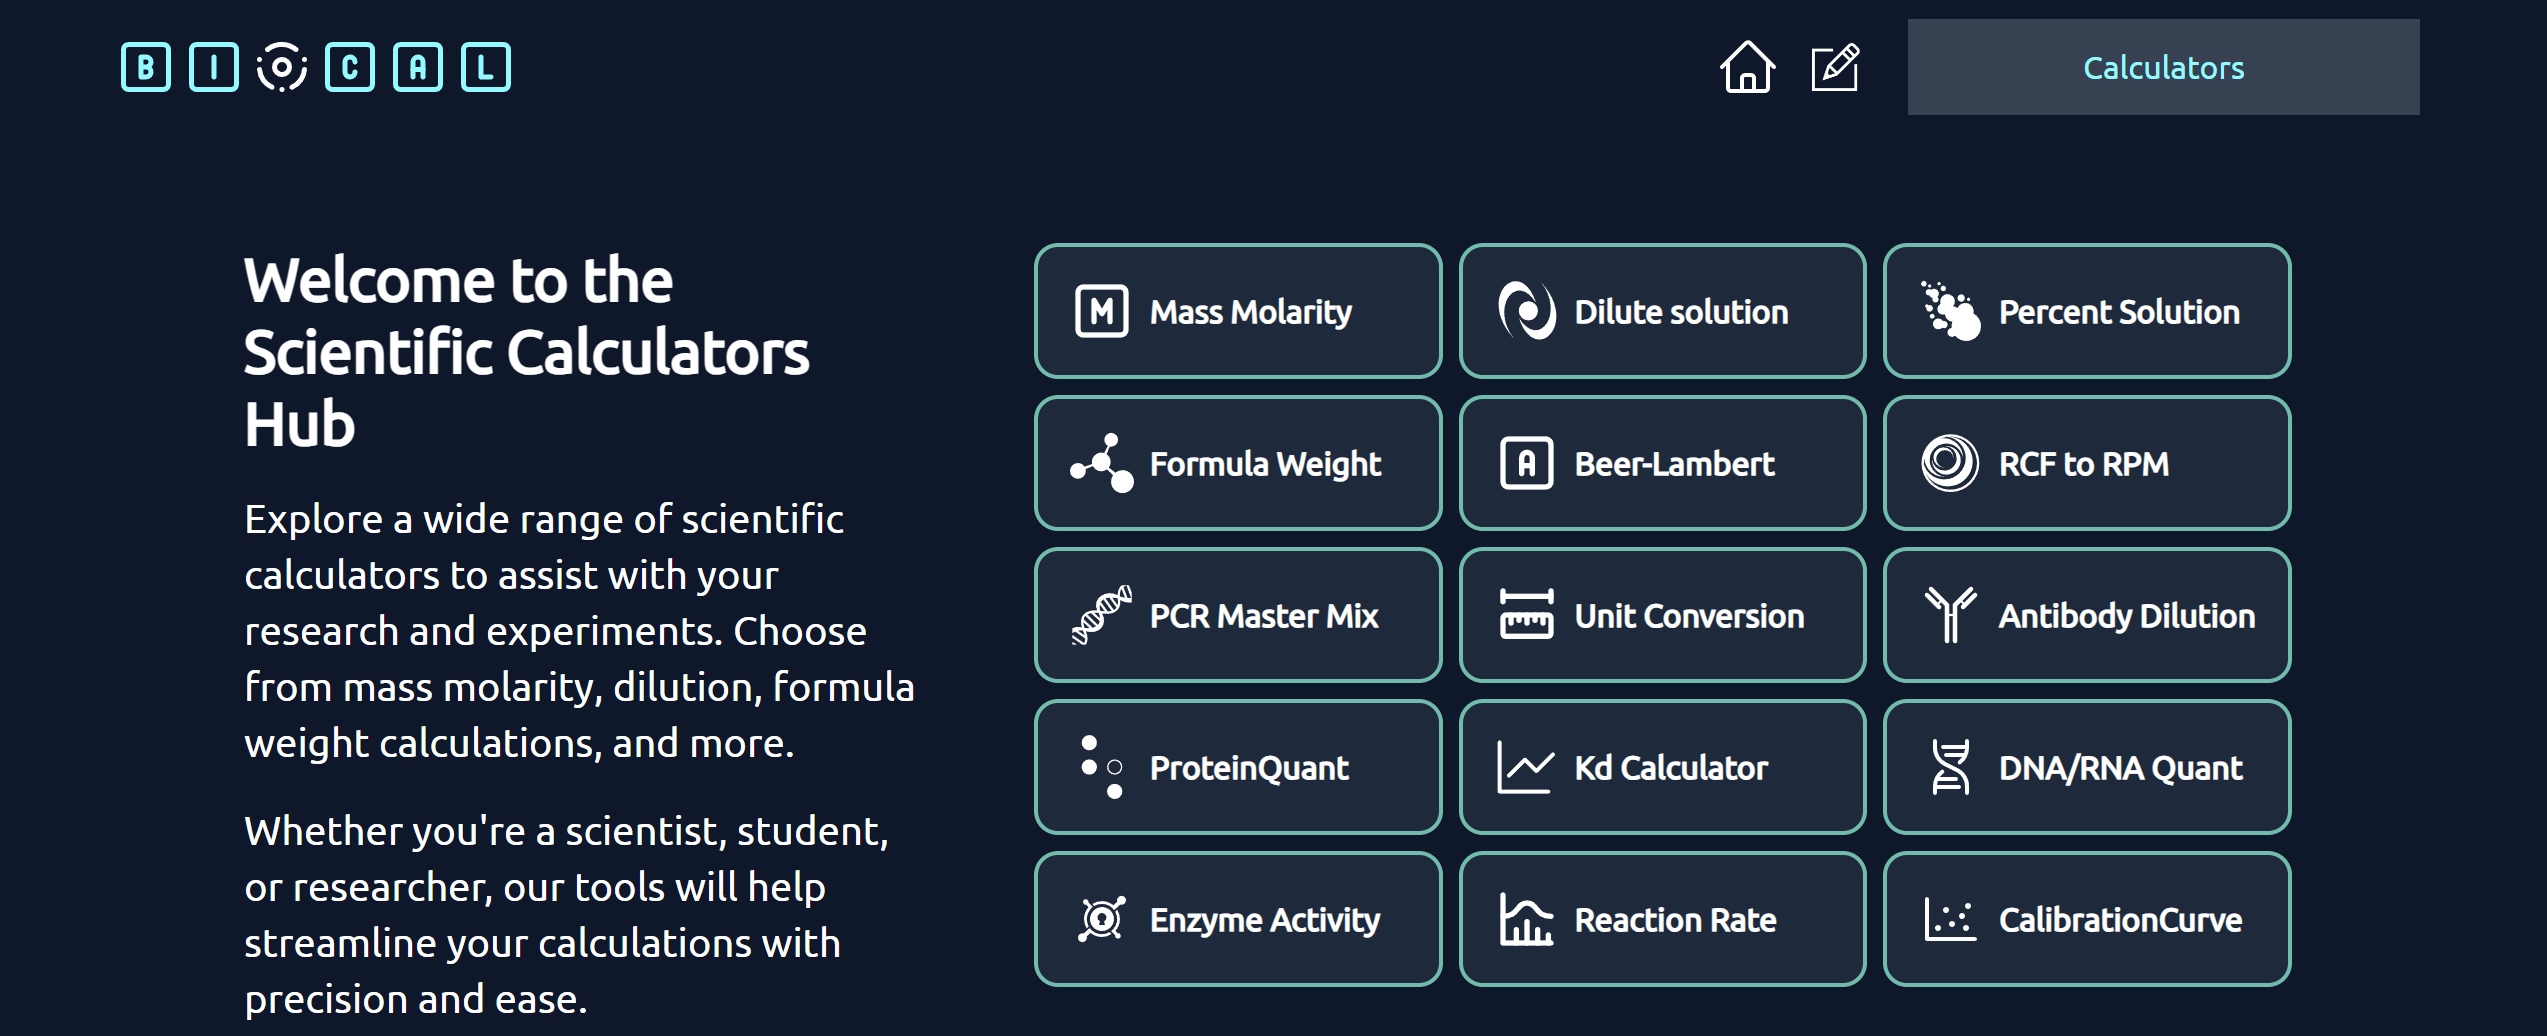 BIOCAL
Calculators
Welcome to the
Scientific Calculators
Hub
Explore a wide range of scientific
calculators to assist with your
research and experiments. Choose
from mass molarity, dilution, formula
weight calculations, and more.
Whether you're a scientist, student,
or researcher, our tools will help
streamline your calculations with
precision and ease.
M Mass Molarity
Dilute solution
Percent Solution
Formula Weight
A Beer-Lambert
RCF to RPM
PCR Master Mix
Unit Conversion
Antibody Dilution
ProteinQuant
Kd Calculator
DNA/RNA Quant
Enzyme Activity
Reaction Rate
CalibrationCurve